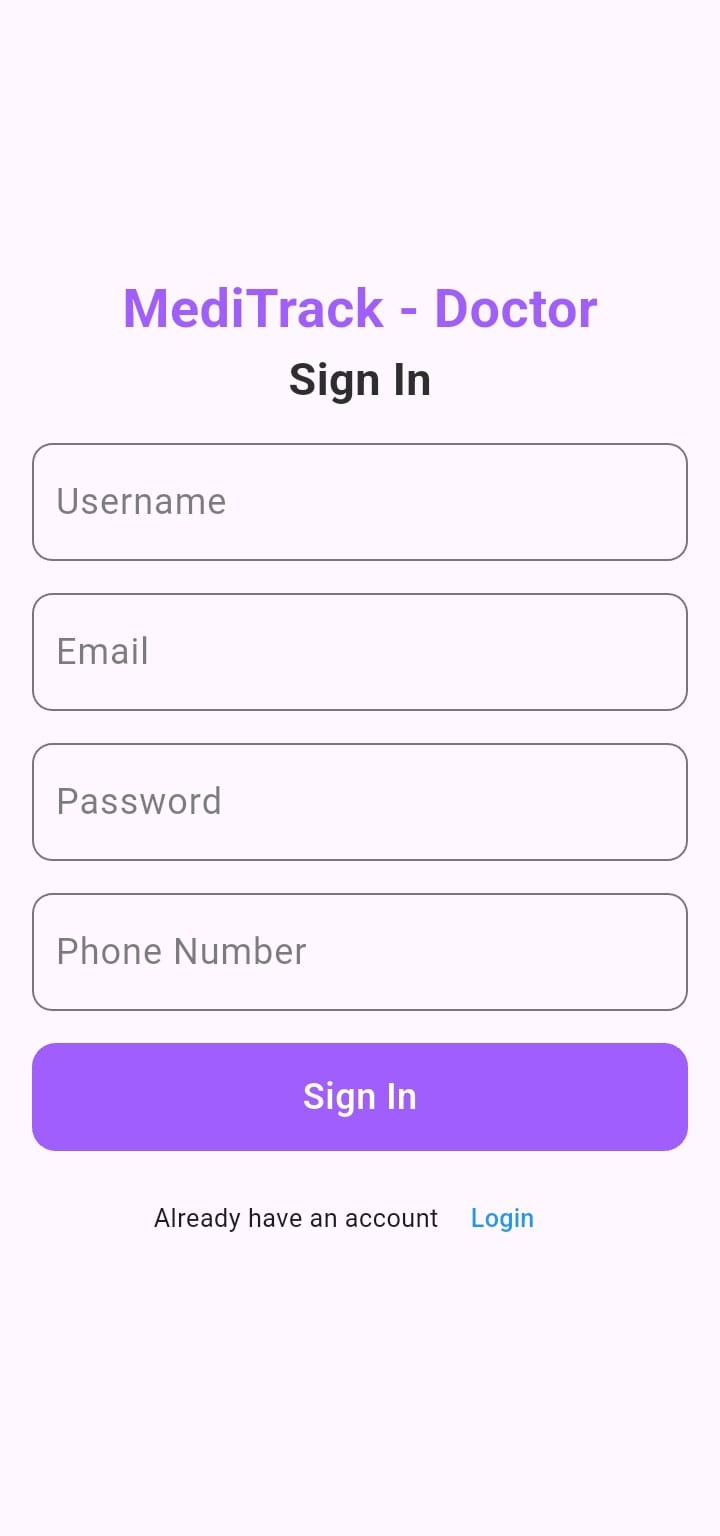 MediTrack - Doctor
Sign In
Username
Email
Password
Phone Number
Sign In
Already have an account Login